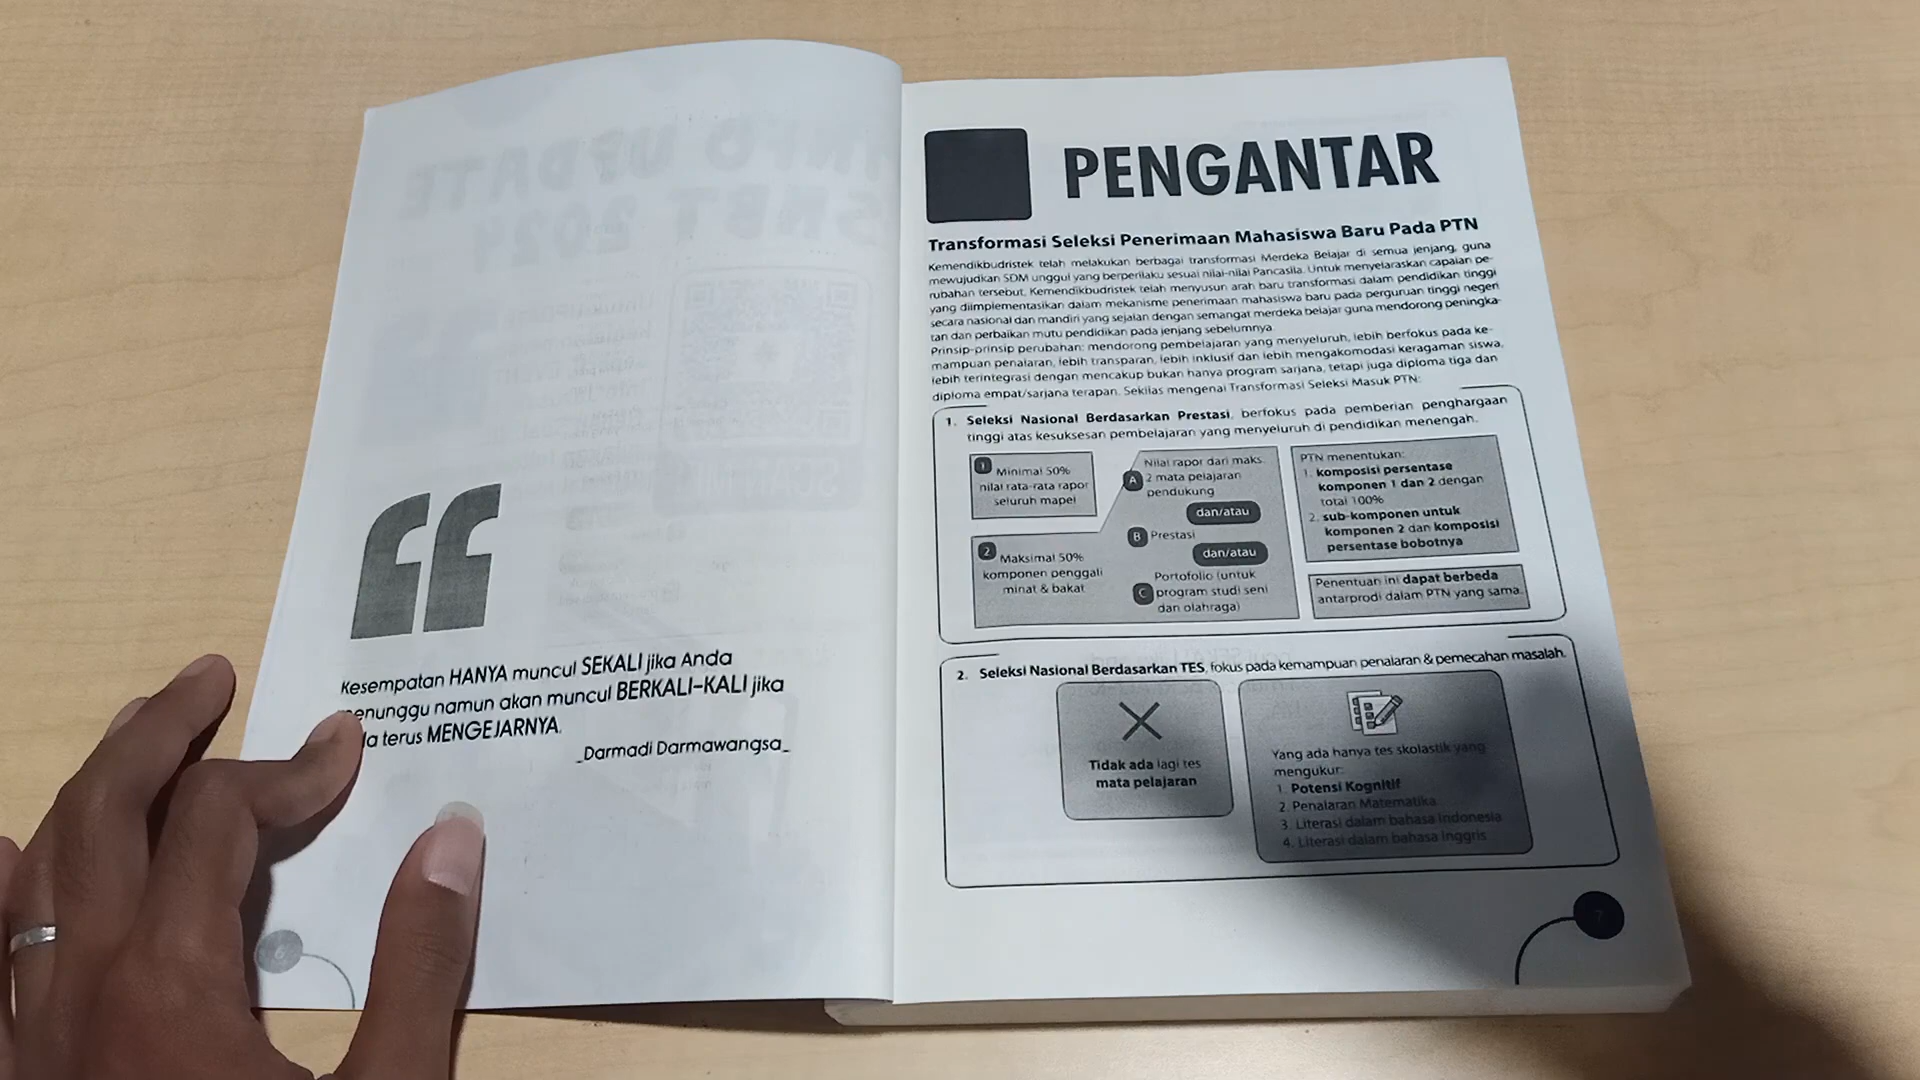 Kesempatan HANYA muncul SEKALI jika Anda
menunggu namun akan muncul BERKALI-KALI jika
terus MENGEJARNYA.
_Darmadi Darmawangsa_
6
PENGANTAR
Transformasi Seleksi Penerimaan Mahasiswa Baru Pada PTN
Kemendikbudristek telah melakukan berbagai transformasi Merdeka Belajar di semua jenjang, guna
mewujudkan SDM unggul yang berperilaku sesuai nilai-nilai Pancasila. Untuk menyelaraskan capaian pe-
rubahan tersebut, Kemendikbudristek telah menyusun arah baru transformasi dalam pendidikan tinggi
yang diimplementasikan dalam mekanisme penerimaan mahasiswa baru pada perguruan tinggi negeri
secara nasional dan mandiri yang sejalan dengan semangat merdeka belajar guna mendorong peningka-
tan dan perbaikan mutu pendidikan pada jenjang sebelumnya.
Prinsip-prinsip perubahan: mendorong pembelajaran yang menyeluruh, lebih berfokus pada ke-
mampuan penalaran, lebih transparan, lebih inklusif dan lebih mengakomodasi keragaman siswa,
lebih terintegrasi dengan mencakup bukan hanya program sarjana, tetapi juga diploma tiga dan
diploma empat/sarjana terapan. Sekilas mengenai Transformasi Seleksi Masuk PTN:
1. Seleksi Nasional Berdasarkan Prestasi, berfokus pada pemberian penghargaan
tinggi atas kesuksesan pembelajaran yang menyeluruh di pendidikan menengah.
1 Minimal 50%
nilai rata-rata rapor
seluruh mapel
2 Maksimal 50%
komponen penggali
minat & bakat
Nilai rapor dari maks.
A 2 mata pelajaran
pendukung
dan/atau
B Prestasi
dan/atau
Portofolio (untuk
C program studi seni
dan olahraga)
PTN menentukan:
1. komposisi persentase
komponen 1 dan 2 dengan
total 100%
2. sub-komponen untuk
komponen 2 dan komposisi
persentase bobotnya
Penentuan ini dapat berbeda
antarprodi dalam PTN yang sama.
2. Seleksi Nasional Berdasarkan TES, fokus pada kemampuan penalaran & pemecahan masalah.
Tidak ada lagi tes
mata pelajaran
Yang ada hanya tes skolastik yang
mengukur:
1. Potensi Kognitif
2. Penalaran Matematika
3. Literasi dalam bahasa Indonesia
4. Literasi dalam bahasa Inggris
7